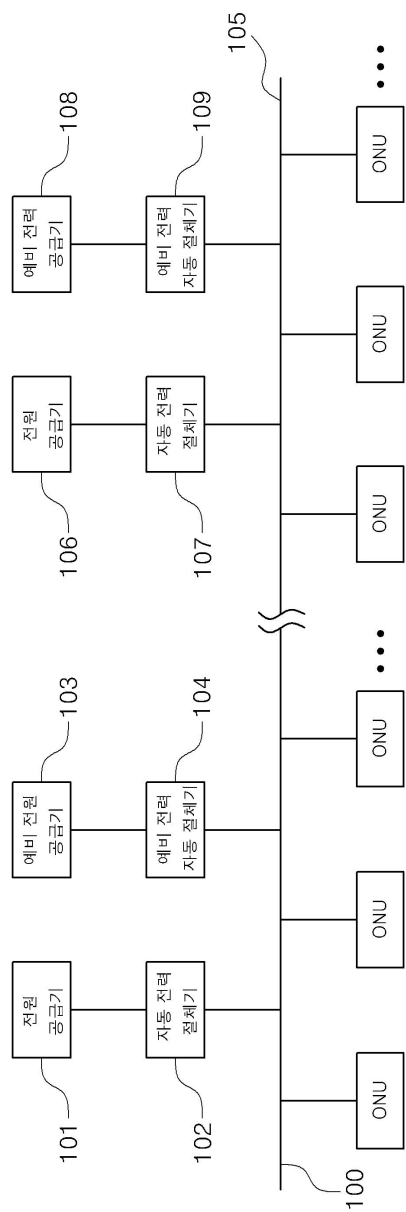 101
전원
공급기
예비 전원
공급기
103
106
전원
공급기
예비 전력
공급기
108
102
자동 전력
절체기
예비 전력
자동 절체기
104
107
자동 전력
절체기
예비 전력
자동 절체기
109
105
100
ONU
ONU
ONU
•••
ONU
ONU
ONU
•••